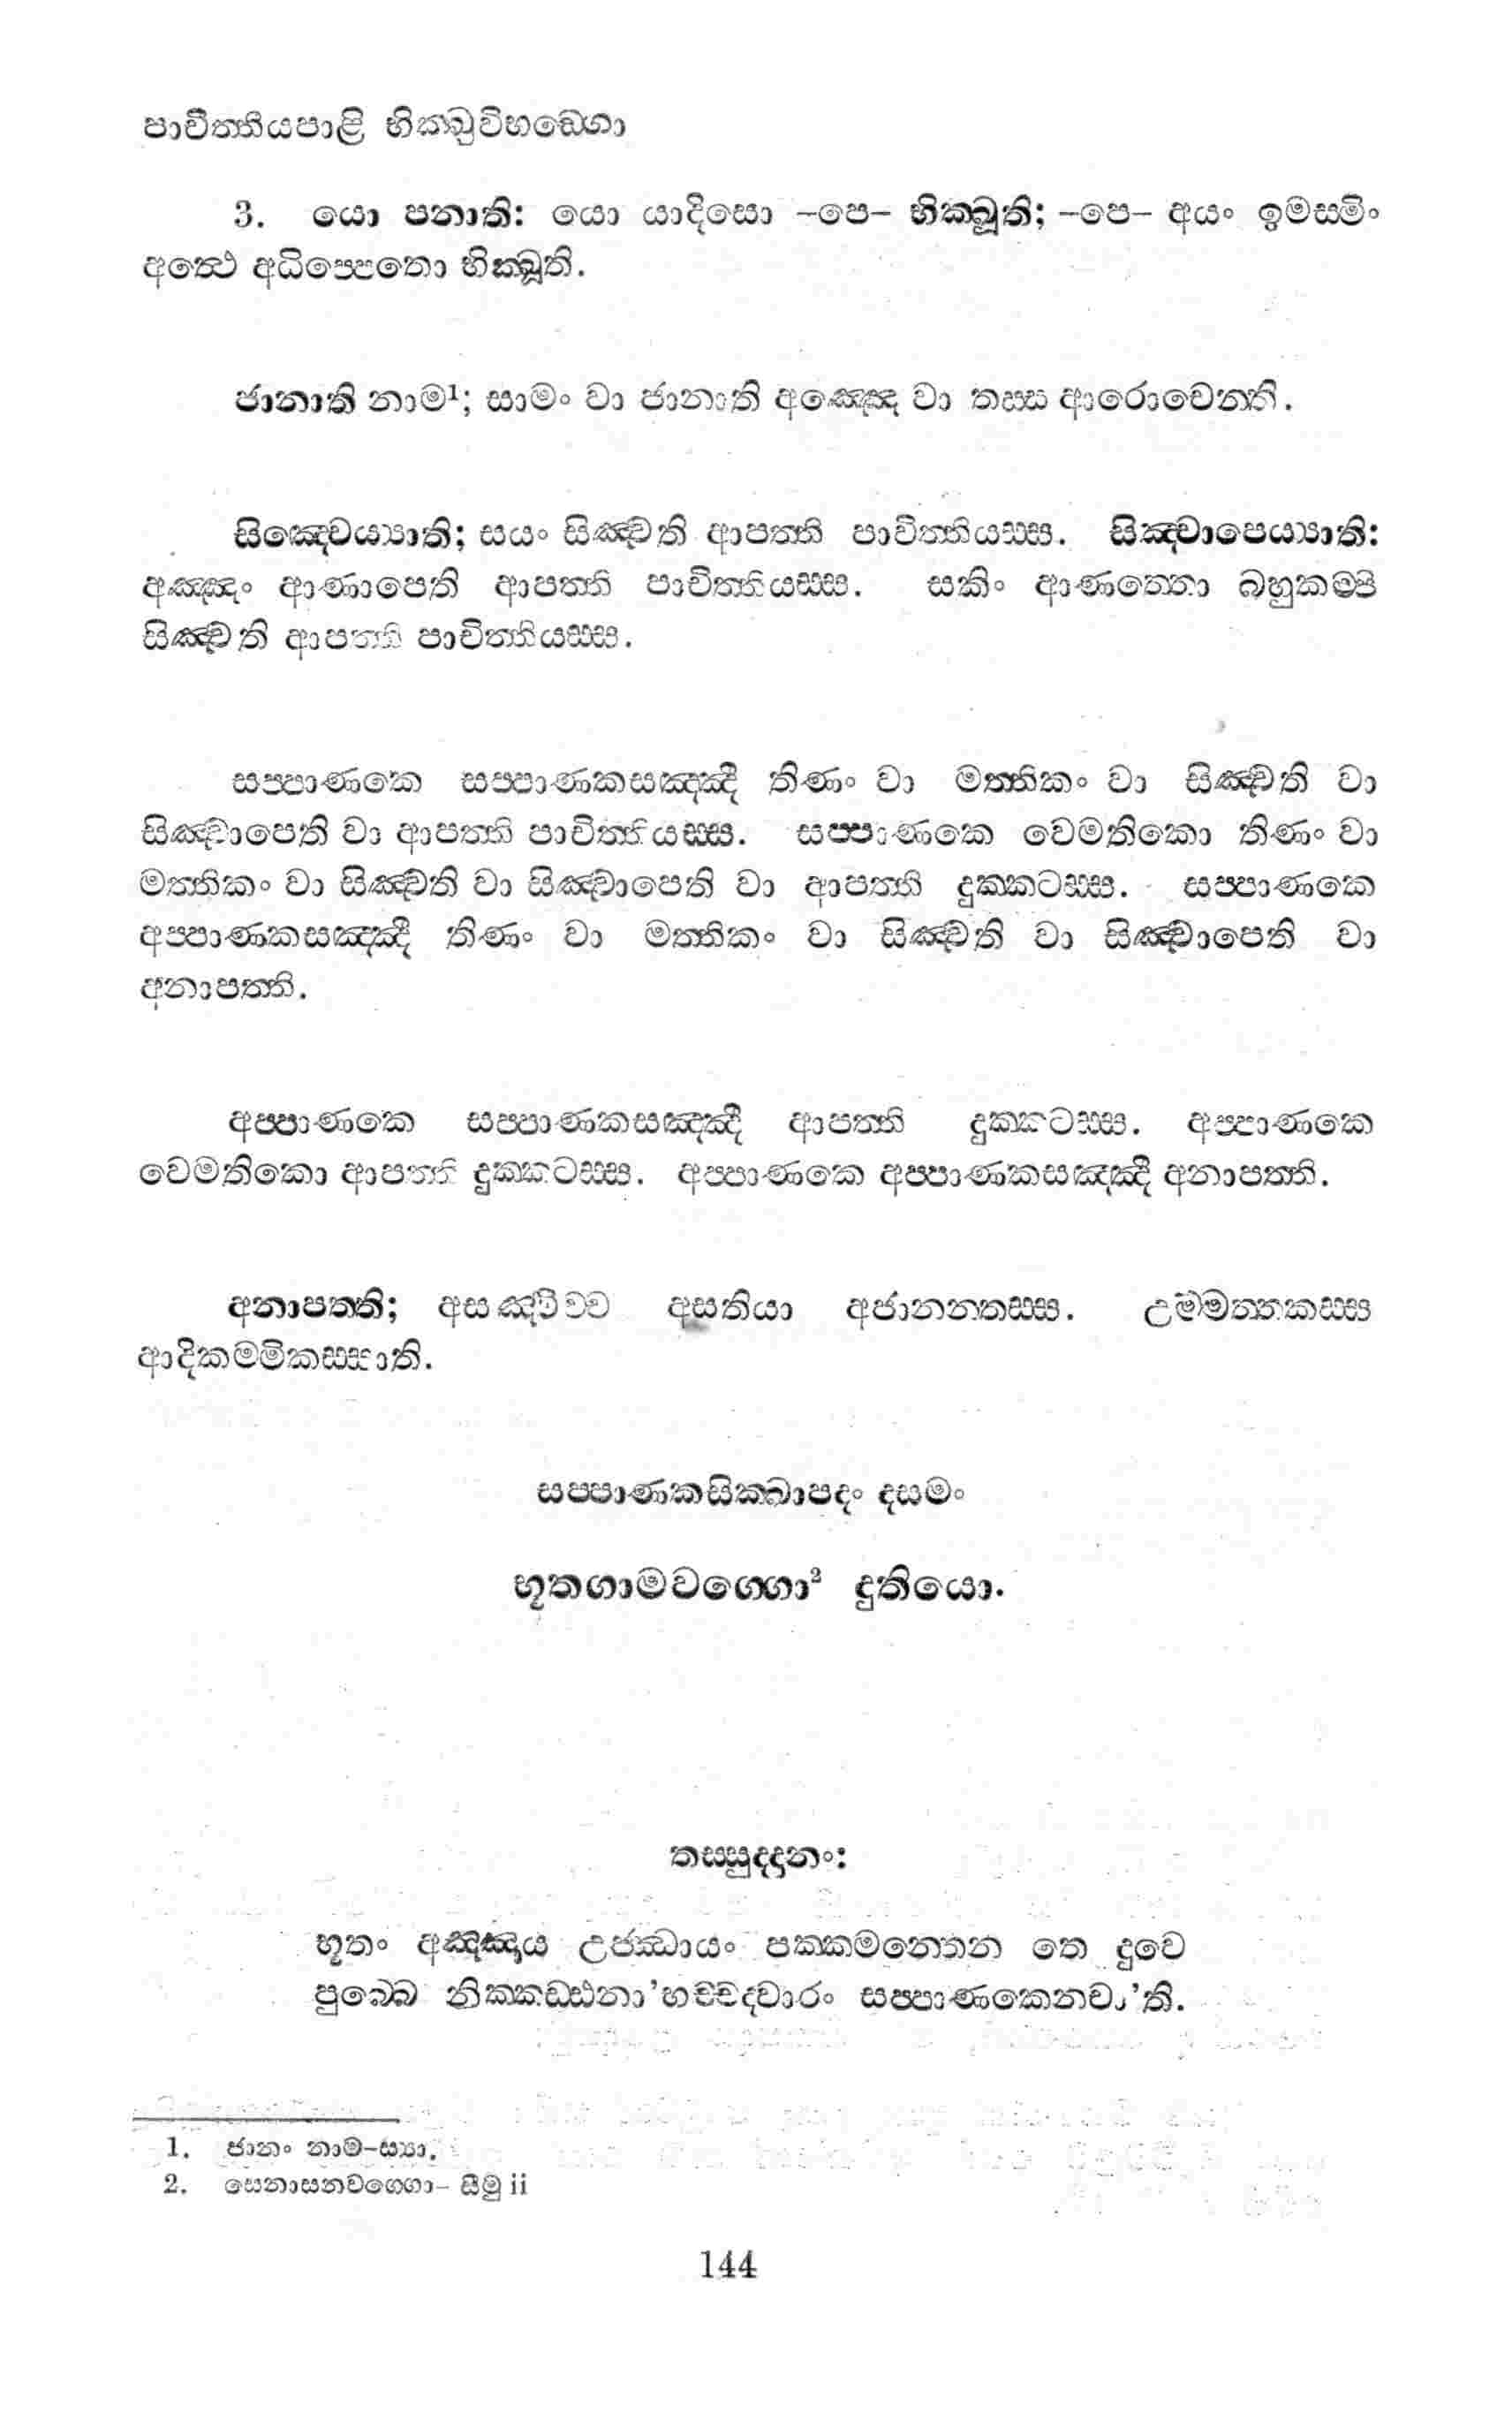 පාචිත්තියපාළි භික්ඛුවිභඞ්ගො
3. යො පනාති: යො යාදිසො –පෙ– භික්ඛූති; –පෙ– අයං ඉමස්මිං
අත්ථෙ අධිප්පෙතො භික්ඛූති.
ජානාති නාම¹; සාමං වා ජානාති අඤ්ඤෙ වා තස්ස ආරොචෙන්ති.
සිඤ්චෙය්‍යාති; සයං සිඤ්චති ආපත්ති පාචිත්තියස්ස. සිඤ්චාපෙය්‍යාති:
අඤ්ඤං ආණාපෙති ආපත්ති පාචිත්තියස්ස. සකිං ආණත්තො බහුකම්පි
සිඤ්චති ආපත්ති පාචිත්තියස්ස.
සප්පාණකෙ සප්පාණකසඤ්ඤී තිණං වා මත්තිකං වා සිඤ්චති වා
සිඤ්චාපෙති වා ආපත්ති පාචිත්තියස්ස. සප්පාණකෙ වෙමතිකො තිණං වා
මත්තිකං වා සිඤ්චති වා සිඤ්චාපෙති වා ආපත්ති දුක්කටස්ස. සප්පාණකෙ
අප්පාණකසඤ්ඤී තිණං වා මත්තිකං වා සිඤ්චති වා සිඤ්චාපෙති වා
අනාපත්ති.
අප්පාණකෙ සප්පාණකසඤ්ඤී ආපත්ති දුක්කටස්ස. අප්පාණකෙ
වෙමතිකො ආපත්ති දුක්කටස්ස. අප්පාණකෙ අප්පාණකසඤ්ඤී අනාපත්ති.
අනාපත්ති; අසඤ්චිච්ච අසතියා අජානන්තස්ස. උම්මත්තකස්ස
ආදිකම්මිකස්සාති.
සප්පාණකසික්ඛාපදං දසමං
භූතගාමවග්ගො² දුතියො.
තස්සුද්දානං:
භූතං අඤ්ඤාය උජ්ඣායං පක්කමන්තෙන තෙ දුවෙ
පුබ්බෙ නික්කඩ්ඪනා'හච්චද්වාරං සප්පාණකෙනචා'ති.
1. ජානං නාම–ස්‍යා.
2. සෙනාසනවග්ගො– සීමු ii
144